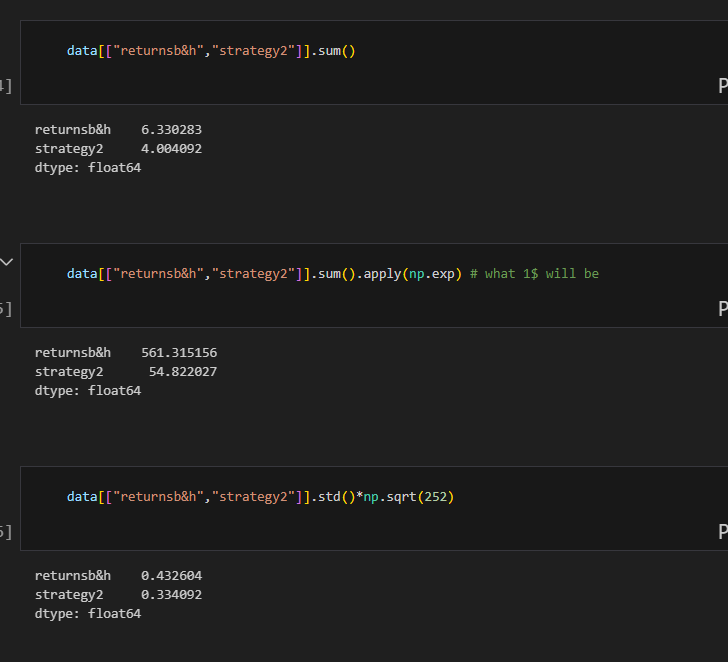 data[["returnsb&h","strategy2"]].sum()
4]
P
returnsb&h    6.330283
strategy2     4.004092
dtype: float64
data[["returnsb&h","strategy2"]].sum().apply(np.exp) # what 1$ will be
5]
P
returnsb&h    561.315156
strategy2      54.822027
dtype: float64
data[["returnsb&h","strategy2"]].std()*np.sqrt(252)
6]
P
returnsb&h    0.432604
strategy2     0.334092
dtype: float64